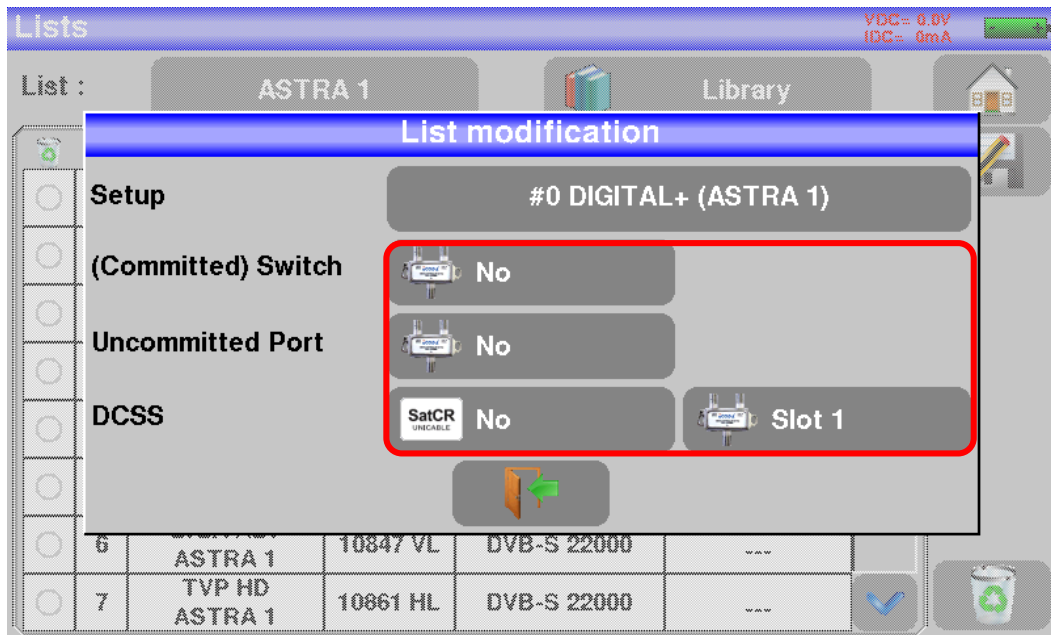 Lists
VDC= 0.0V
IDC= 0mA
- +
List :
ASTRA 1
Library
List modification
Setup
#0 DIGITAL+ (ASTRA 1)
(Committed) Switch
No
Uncommitted Port
No
DCSS
SatCR
UNICABLE
No
Slot 1
6
ASTRA 1
10847 VL
DVB-S 22000
---
7
TVP HD
ASTRA 1
10861 HL
DVB-S 22000
---